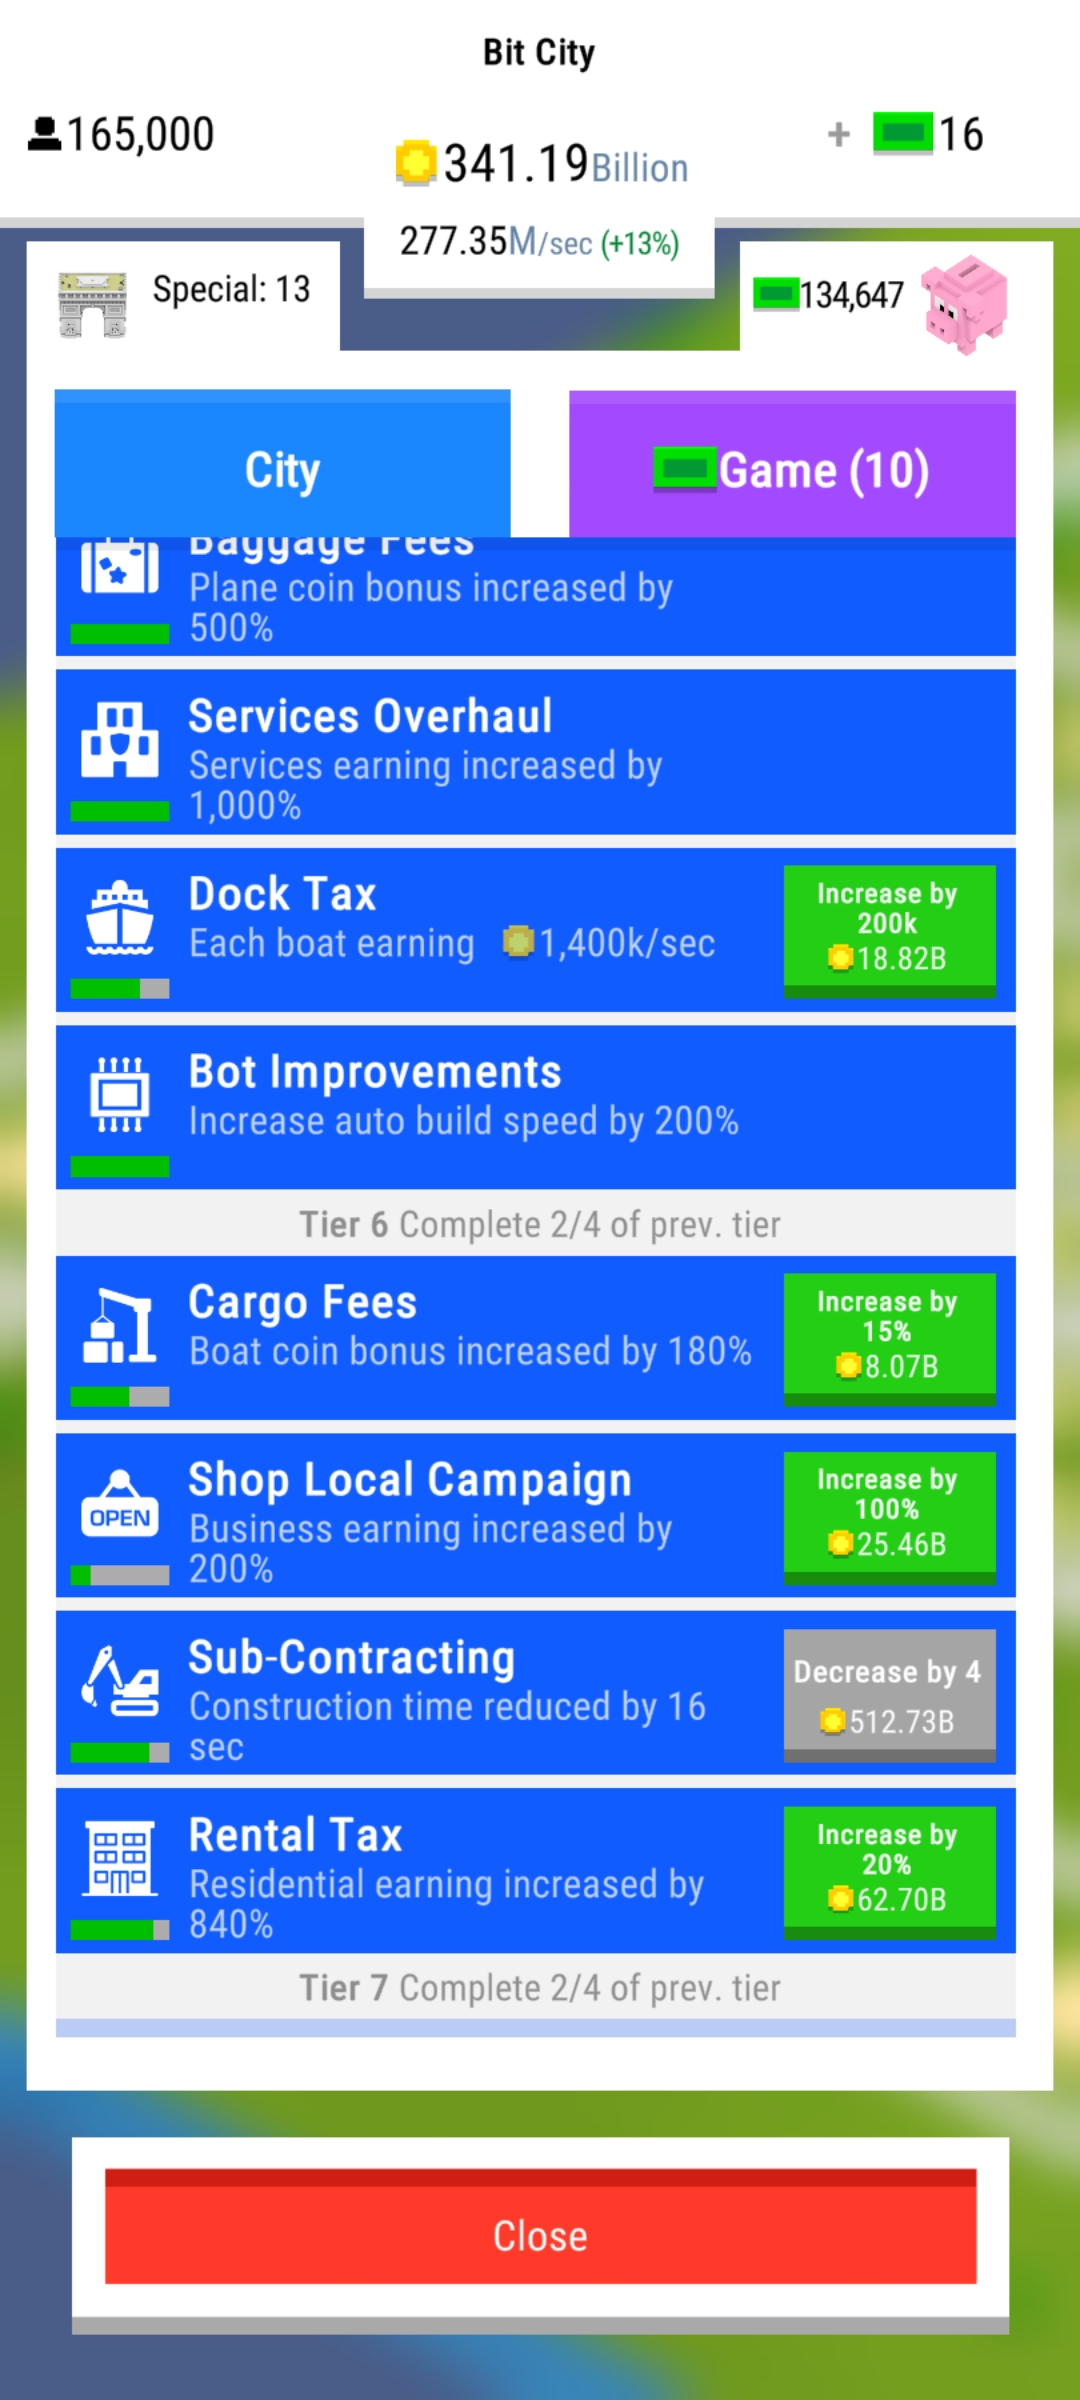 Bit City
165,000
341.19Billion
+ 16
277.35M/sec (+13%)
Special: 13
134,647
City
Game (10)
Baggage Fees
Plane coin bonus increased by
500%
Services Overhaul
Services earning increased by
1,000%
Dock Tax
Each boat earning 1,400k/sec
Increase by
200k
18.82B
Bot Improvements
Increase auto build speed by 200%
Tier 6 Complete 2/4 of prev. tier
Cargo Fees
Boat coin bonus increased by 180%
Increase by
15%
8.07B
OPEN
Shop Local Campaign
Business earning increased by
200%
Increase by
100%
25.46B
Sub-Contracting
Construction time reduced by 16
sec
Decrease by 4
512.73B
Rental Tax
Residential earning increased by
840%
Increase by
20%
62.70B
Tier 7 Complete 2/4 of prev. tier
Close